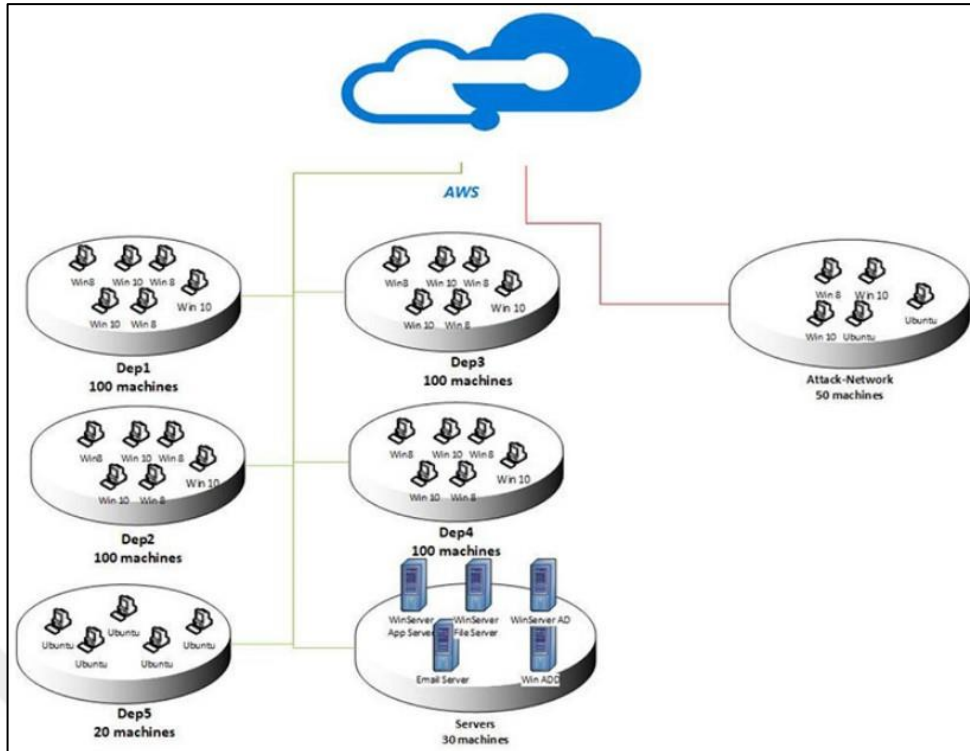 AWS
Win8
Win 10
Win 8
Win 10
Win 10
Win 8
Dep1
100 machines
Win8
Win 10
Win 8
Win 10
Win 10
Win 8
Dep3
100 machines
Win 8
Win 10
Ubuntu
Win 10
Ubuntu
Attack-Network
50 machines
Win8
Win 10
Win 8
Win 10
Win 10
Win 8
Dep2
100 machines
Win8
Win 10
Win 8
Win 10
Win 10
Win 8
Dep4
100 machines
Ubuntu
Ubuntu
Ubuntu
Ubuntu
Ubuntu
Dep5
20 machines
WinServer
App Server
WinServer
File Server
WinServer AD
Email Server
Win ADD
Servers
30 machines